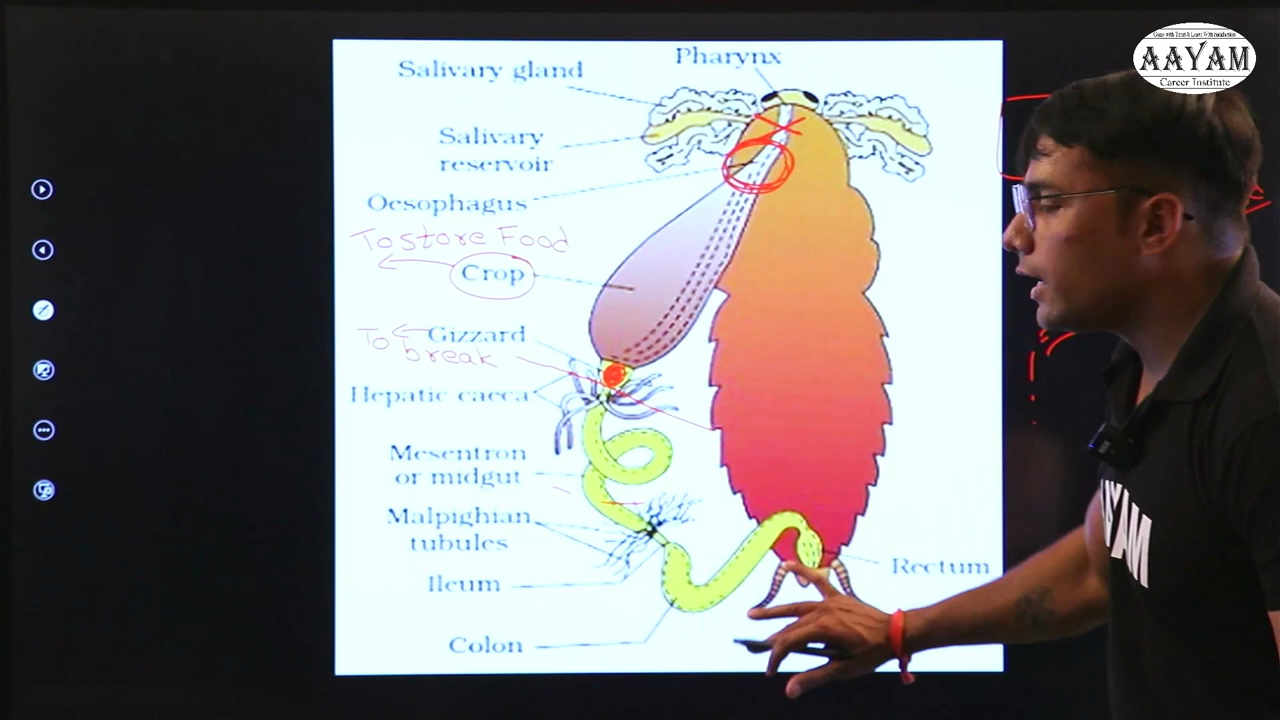 AAYAM
Career Institute
Pharynx
Salivary gland
Salivary
reservoir
Oesophagus
To store Food
Crop
Gizzard
To break
Hepatic caeca
Mesentron
or midgut
Malpighian
tubules
Ileum
Colon
Rectum
YAM